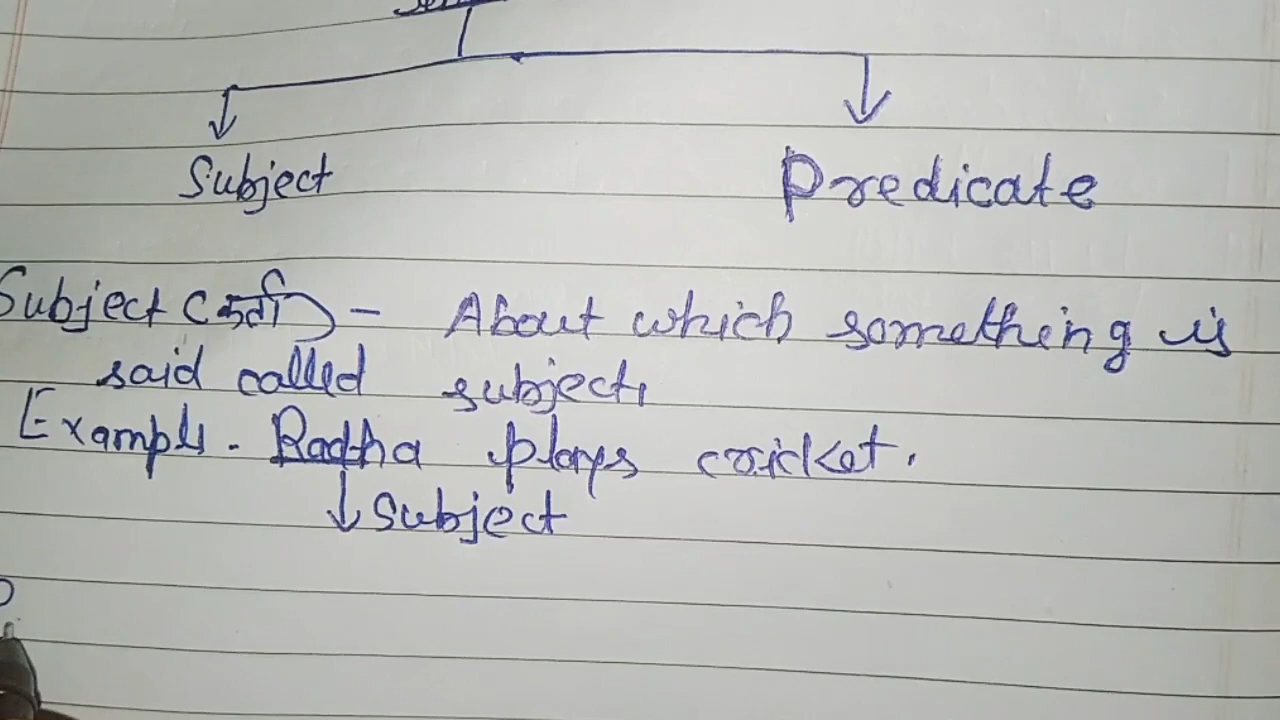 Subject Predicate
Subject (कर्ता) - About which something is
said called subject.
Example. Radha plays cricket.
↓ Subject